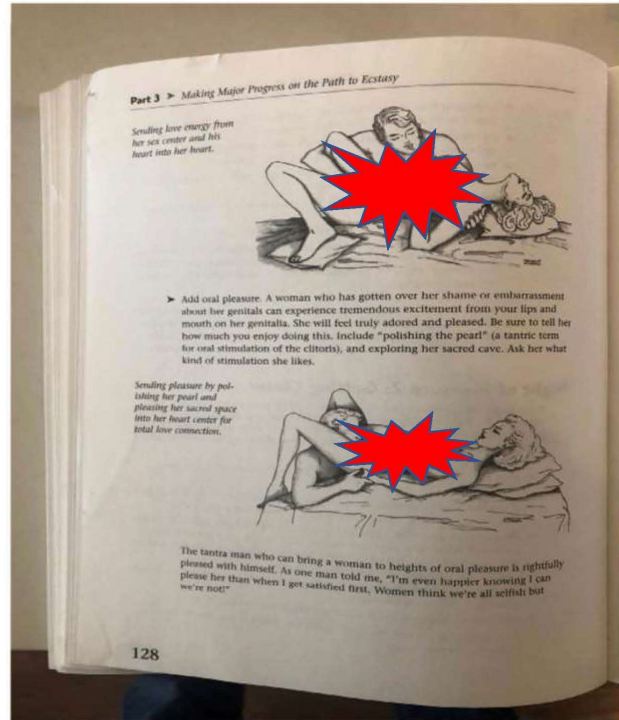 Part 3 ➤ Making Major Progress on the Path to Ecstasy
Sending love energy from
her sex center and his
heart into her heart.
➤ Add oral pleasure. A woman who has gotten over her shame or embarrassment
about her genitals can experience tremendous excitement from your lips and
mouth on her genitalia. She will feel truly adored and pleased. Be sure to tell her
how much you enjoy doing this. Include “polishing the pearl” (a tantric term
for oral stimulation of the clitoris), and exploring her sacred cave. Ask her what
kind of stimulation she likes.
Sending pleasure by pol-
ishing her pearl and
pleasing her sacred space
into her heart center for
total love connection.
The tantra man who can bring a woman to heights of oral pleasure is rightfully
pleased with himself. As one man told me, “I'm even happier knowing I can
please her than when I get satisfied first. Women think we're all selfish but
we're not!”
128